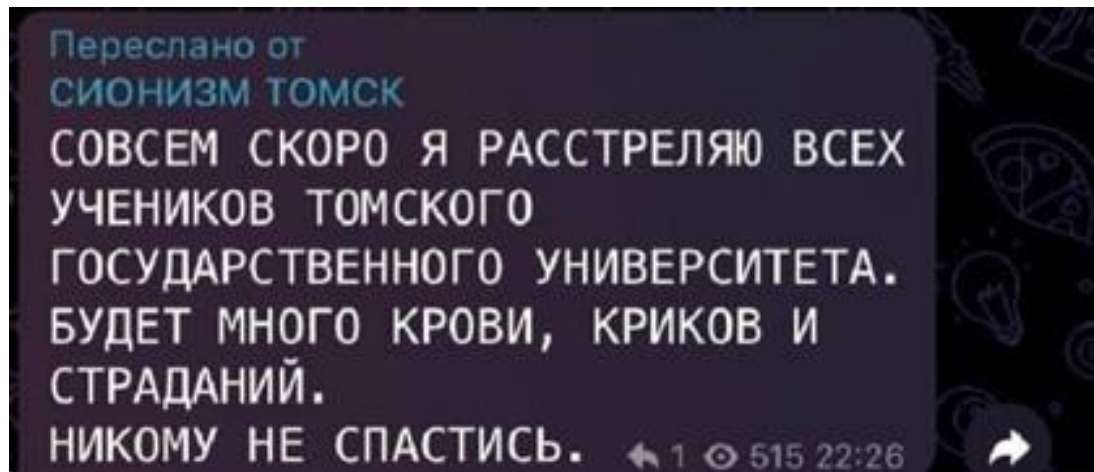 Переслано от
СИОНИЗМ ТОМСК
СОВСЕМ СКОРО Я РАССТРЕЛЯЮ ВСЕХ
УЧЕНИКОВ ТОМСКОГО
ГОСУДАРСТВЕННОГО УНИВЕРСИТЕТА.
БУДЕТ МНОГО КРОВИ, КРИКОВ И
СТРАДАНИЙ.
НИКОМУ НЕ СПАСТИСЬ. 1 515 22:26